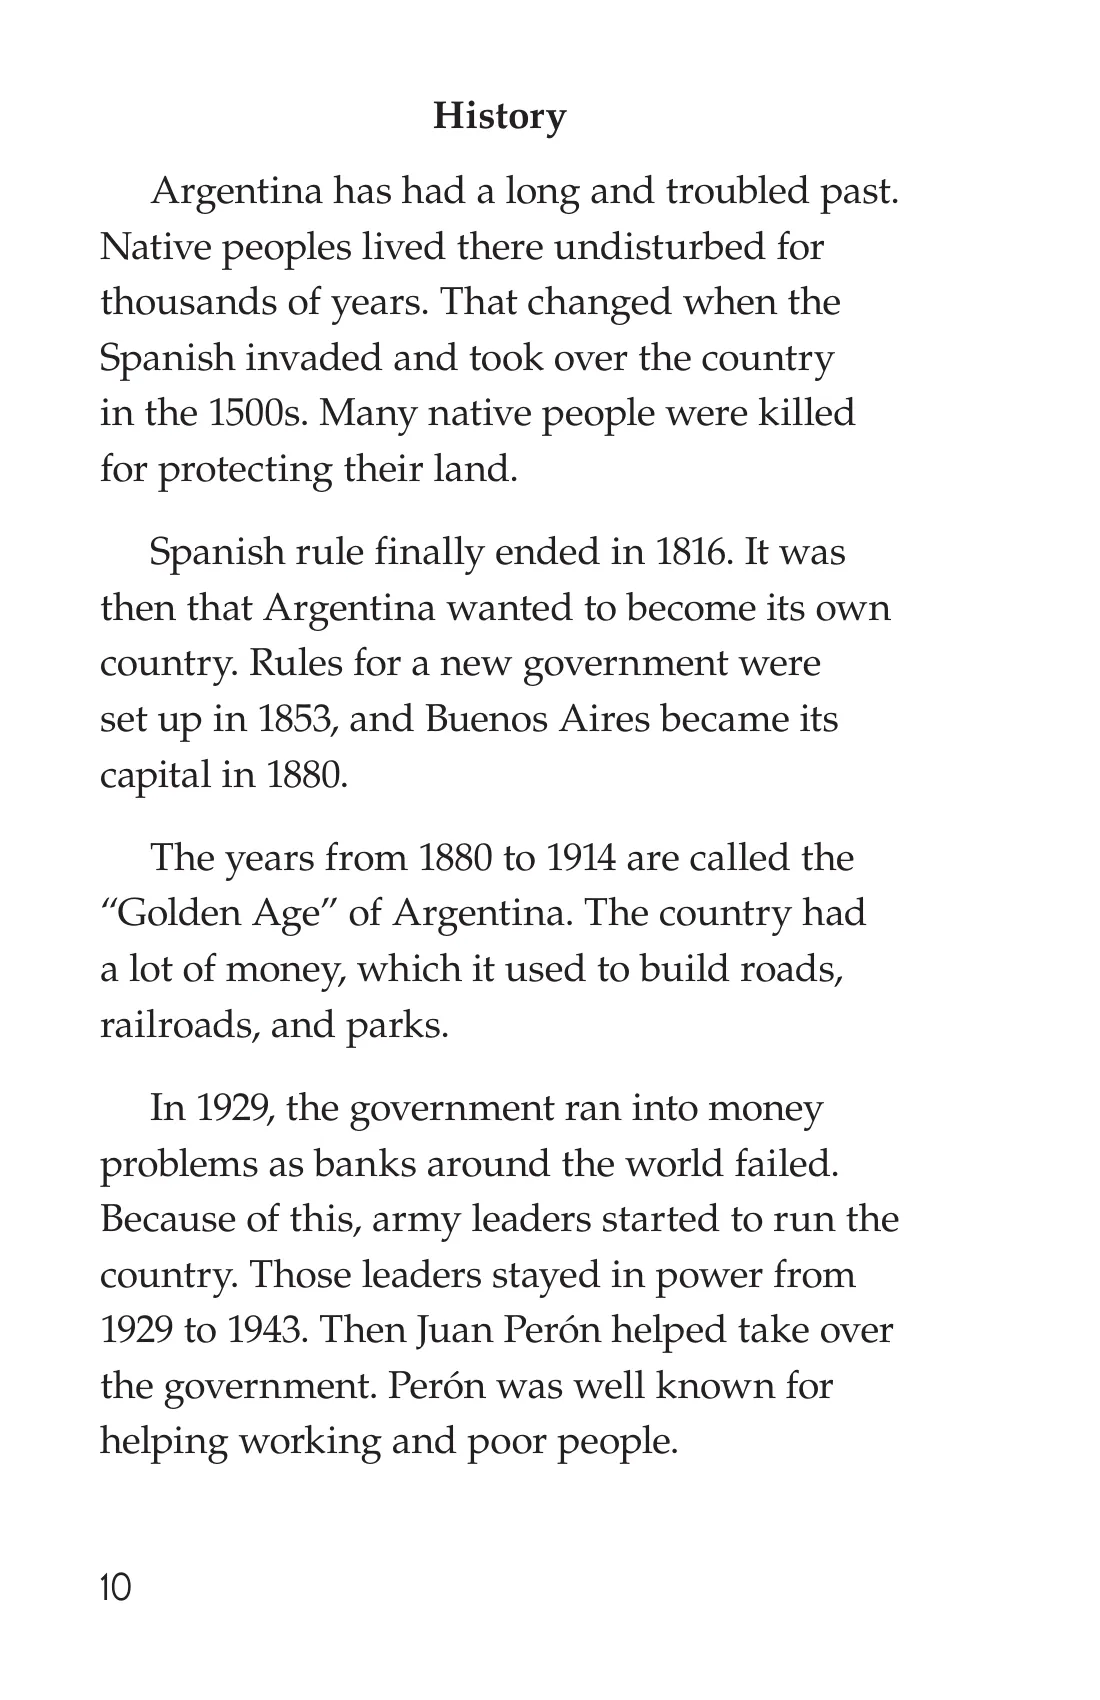 History
Argentina has had a long and troubled past.
Native peoples lived there undisturbed for
thousands of years. That changed when the
Spanish invaded and took over the country
in the 1500s. Many native people were killed
for protecting their land.
Spanish rule finally ended in 1816. It was
then that Argentina wanted to become its own
country. Rules for a new government were
set up in 1853, and Buenos Aires became its
capital in 1880.
The years from 1880 to 1914 are called the
“Golden Age” of Argentina. The country had
a lot of money, which it used to build roads,
railroads, and parks.
In 1929, the government ran into money
problems as banks around the world failed.
Because of this, army leaders started to run the
country. Those leaders stayed in power from
1929 to 1943. Then Juan Perón helped take over
the government. Perón was well known for
helping working and poor people.
10